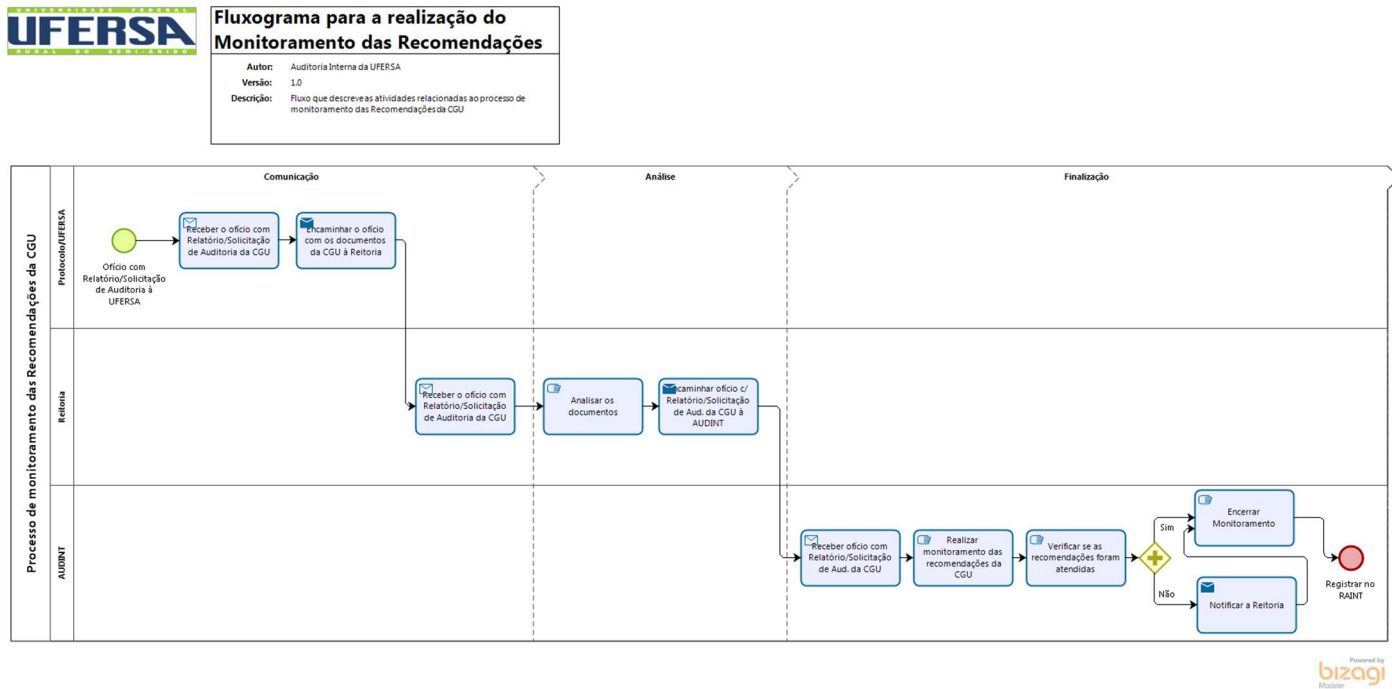 UNIVERSIDADE FEDERAL
UFERSA
RURAL DO SEMI-ÁRIDO
Fluxograma para a realização do
Monitoramento das Recomendações
Autor: Auditoria Interna da UFERSA
Versão: 1.0
Descrição: Fluxo que descreve as atividades relacionadas ao processo de
monitoramento das Recomendações da CGU
Processo de monitoramento das Recomendações da CGU
Comunicação
Análise
Finalização
Protocolo/UFERSA
Ofício com
Relatório/Solicitação
de Auditoria à
UFERSA
Receber o ofício com
Relatório/Solicitação
de Auditoria da CGU
Encaminhar o ofício
com os documentos
da CGU à Reitoria
Reitoria
Receber o ofício com
Relatório/Solicitação
de Auditoria da CGU
Analisar os
documentos
Encaminhar ofício c/
Relatório/Solicitação
de Aud. da CGU à
AUDINT
AUDINT
Receber ofício com
Relatório/Solicitação
de Aud. da CGU
Realizar
monitoramento das
recomendações da
CGU
Verificar se as
recomendações foram
atendidas
Sim
Não
Encerrar
Monitoramento
Notificar a Reitoria
Registrar no
RAINT
Powered by
bizagi
Modeler